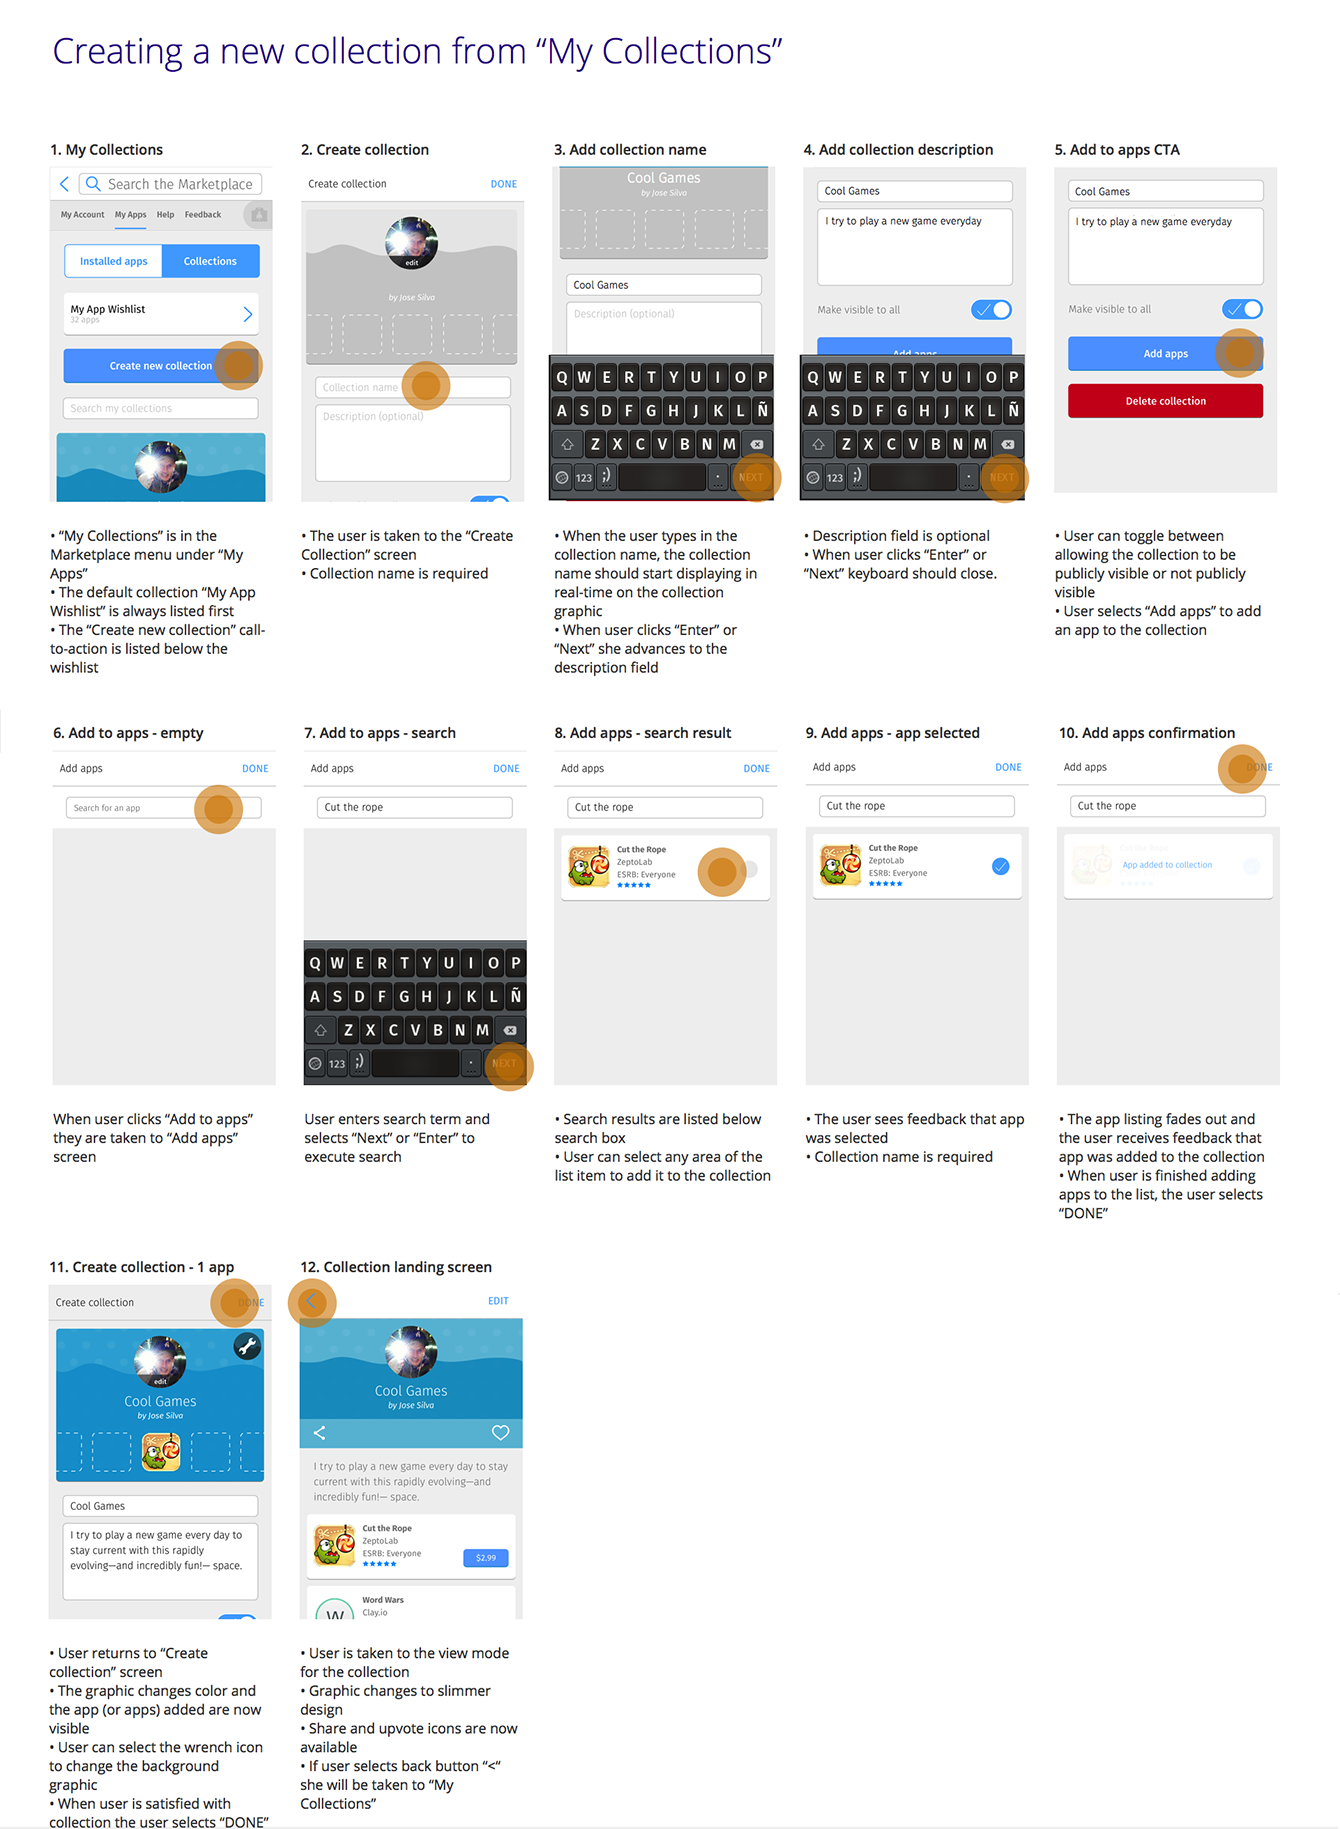 Creating a new collection from “My Collections”
1. My Collections
Search the Marketplace
My Account My Apps Help Feedback
Installed apps Collections
My App Wishlist
32 apps
Create new collection
Search my collections
• “My Collections” is in the
Marketplace menu under “My
Apps”
• The default collection “My App
Wishlist” is always listed first
• The “Create new collection” call-
to-action is listed below the
wishlist
2. Create collection
Create collection DONE
edit
by Jose Silva
Collection name
Description (optional)
• The user is taken to the “Create
Collection” screen
• Collection name is required
3. Add collection name
Cool Games
by Jose Silva
Cool Games
Description (optional)
Q W E R T Y U I O P
A S D F G H J K L Ñ
Z X C V B N M
123 ;) . NEXT
• When the user types in the
collection name, the collection
name should start displaying in
real-time on the collection
graphic
• When user clicks “Enter” or
“Next” she advances to the
description field
4. Add collection description
Cool Games
I try to play a new game everyday
Make visible to all
Add apps
Q W E R T Y U I O P
A S D F G H J K L Ñ
Z X C V B N M
123 ;) . NEXT
• Description field is optional
• When user clicks “Enter” or
“Next” keyboard should close.
5. Add to apps CTA
Cool Games
I try to play a new game everyday
Make visible to all
Add apps
Delete collection
• User can toggle between
allowing the collection to be
publicly visible or not publicly
visible
• User selects “Add apps” to add
an app to the collection
6. Add to apps - empty
Add apps DONE
Search for an app
When user clicks “Add to apps”
they are taken to “Add apps”
screen
7. Add to apps - search
Add apps DONE
Cut the rope
Q W E R T Y U I O P
A S D F G H J K L Ñ
Z X C V B N M
123 ;) . NEXT
User enters search term and
selects “Next” or “Enter” to
execute search
8. Add apps - search result
Add apps DONE
Cut the rope
Cut the Rope
ZeptoLab
ESRB: Everyone
• Search results are listed below
search box
• User can select any area of the
list item to add it to the collection
9. Add apps - app selected
Add apps DONE
Cut the rope
Cut the Rope
ZeptoLab
ESRB: Everyone
• The user sees feedback that app
was selected
• Collection name is required
10. Add apps confirmation
Add apps DONE
Cut the rope
Cut the Rope
App added to collection
• The app listing fades out and
the user receives feedback that
app was added to the collection
• When user is finished adding
apps to the list, the user selects
“DONE”
11. Create collection - 1 app
Create collection DONE
edit
Cool Games
by Jose Silva
Cool Games
I try to play a new game every day to
stay current with this rapidly
evolving—and incredibly fun!— space.
• User returns to “Create
collection” screen
• The graphic changes color and
the app (or apps) added are now
visible
• User can select the wrench icon
to change the background
graphic
• When user is satisfied with
collection the user selects “DONE”
12. Collection landing screen
EDIT
Cool Games
by Jose Silva
I try to play a new game every day to stay
current with this rapidly evolving—and
incredibly fun!— space.
Cut the Rope
ZeptoLab
ESRB: Everyone
$2.99
W
Word Wars
Clay.io
• User is taken to the view mode
for the collection
• Graphic changes to slimmer
design
• Share and upvote icons are now
available
• If user selects back button “<“
she will be taken to “My
Collections”